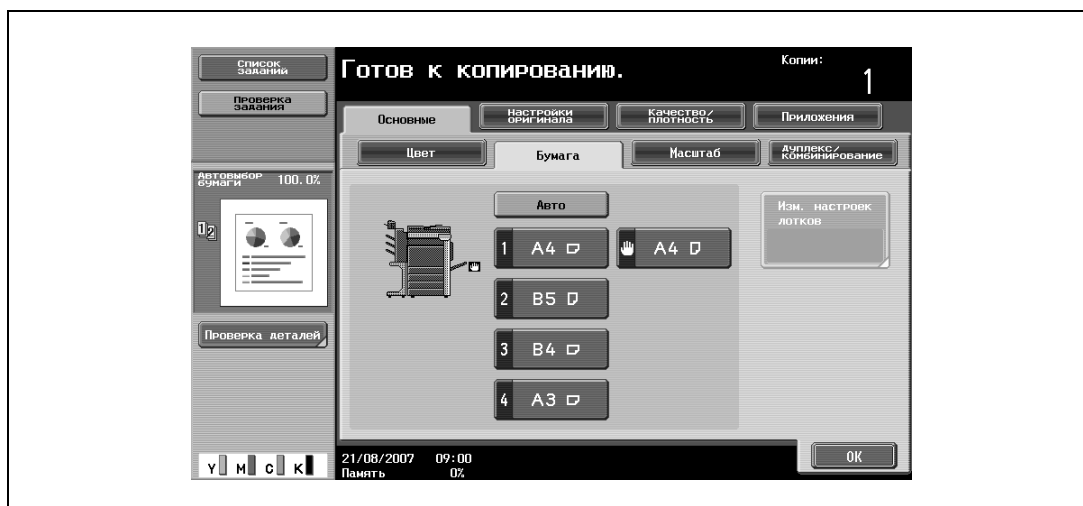 Список
заданий
Проверка
задания
Готов к копированию.
Копии:
1
Основные
Настройки
оригинала
Качество/
плотность
Приложения
Цвет
Бумага
Масштаб
Дуплекс/
комбинирование
Автовыбор
бумаги
100.0%
1 2
Авто
1 A4
A4
2 B5
3 B4
4 A3
Изм. настроек
лотков
Проверка деталей
Y M C K
21/08/2007 09:00
Память 0%
OK